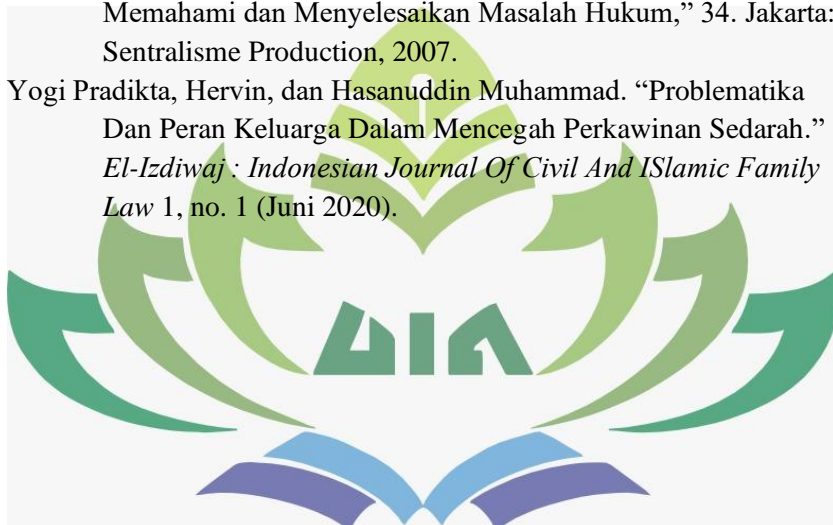 Memahami dan Menyelesaikan Masalah Hukum,” 34. Jakarta:
Sentralisme Production, 2007.
Yogi Pradikta, Hervin, dan Hasanuddin Muhammad. “Problematika
Dan Peran Keluarga Dalam Mencegah Perkawinan Sedarah.”
El-Izdiwaj : Indonesian Journal Of Civil And ISlamic Family
Law 1, no. 1 (Juni 2020).
UIN